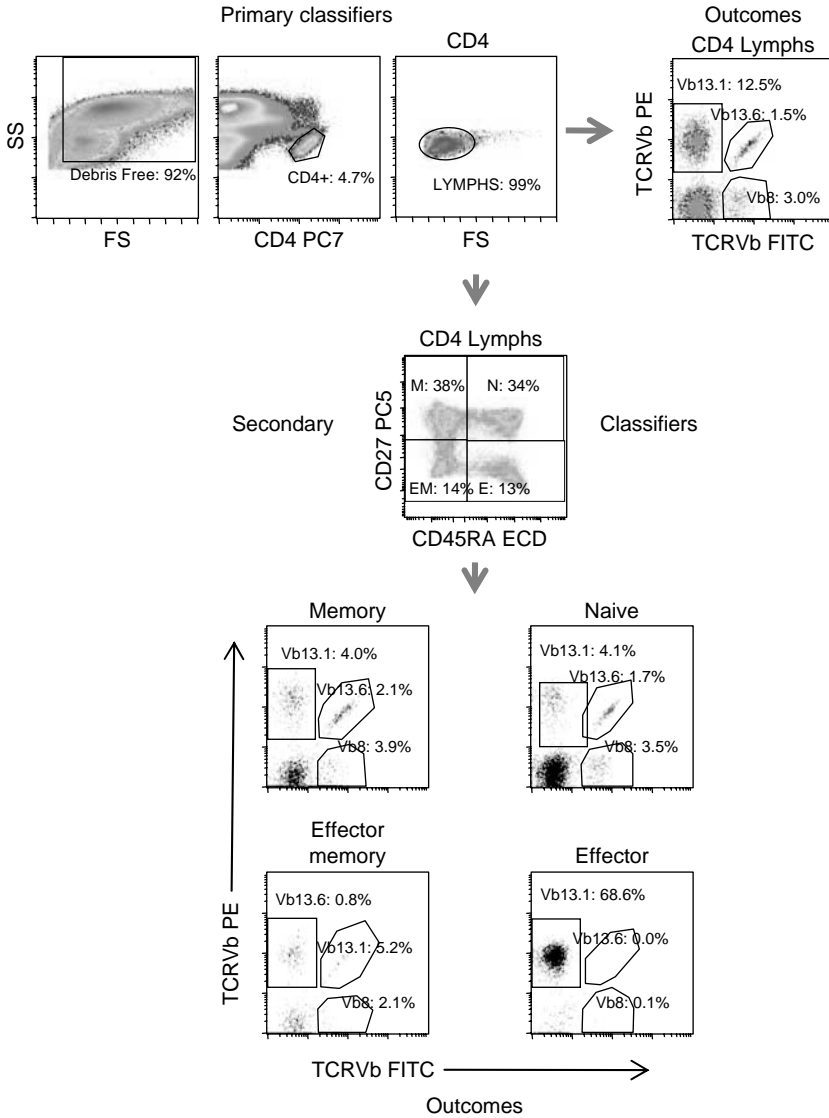 Primary classifiers
Outcomes
CD4
CD4 Lymphs
SS
Debris Free: 92%
FS
CD4+: 4.7%
CD4 PC7
LYMPHS: 99%
FS
TCRVb PE
Vb13.1: 12.5%
Vb13.6: 1.5%
Vb8: 3.0%
TCRVb FITC
CD4 Lymphs
Secondary
Classifiers
CD27 PC5
M: 38%
N: 34%
EM: 14%
E: 13%
CD45RA ECD
Memory
Naive
Vb13.1: 4.0%
Vb13.6: 2.1%
Vb8: 3.9%
Vb13.1: 4.1%
Vb13.6: 1.7%
Vb8: 3.5%
Effector
memory
Effector
Vb13.6: 0.8%
Vb13.1: 5.2%
Vb8: 2.1%
Vb13.1: 68.6%
Vb13.6: 0.0%
Vb8: 0.1%
TCRVb PE
TCRVb FITC
Outcomes